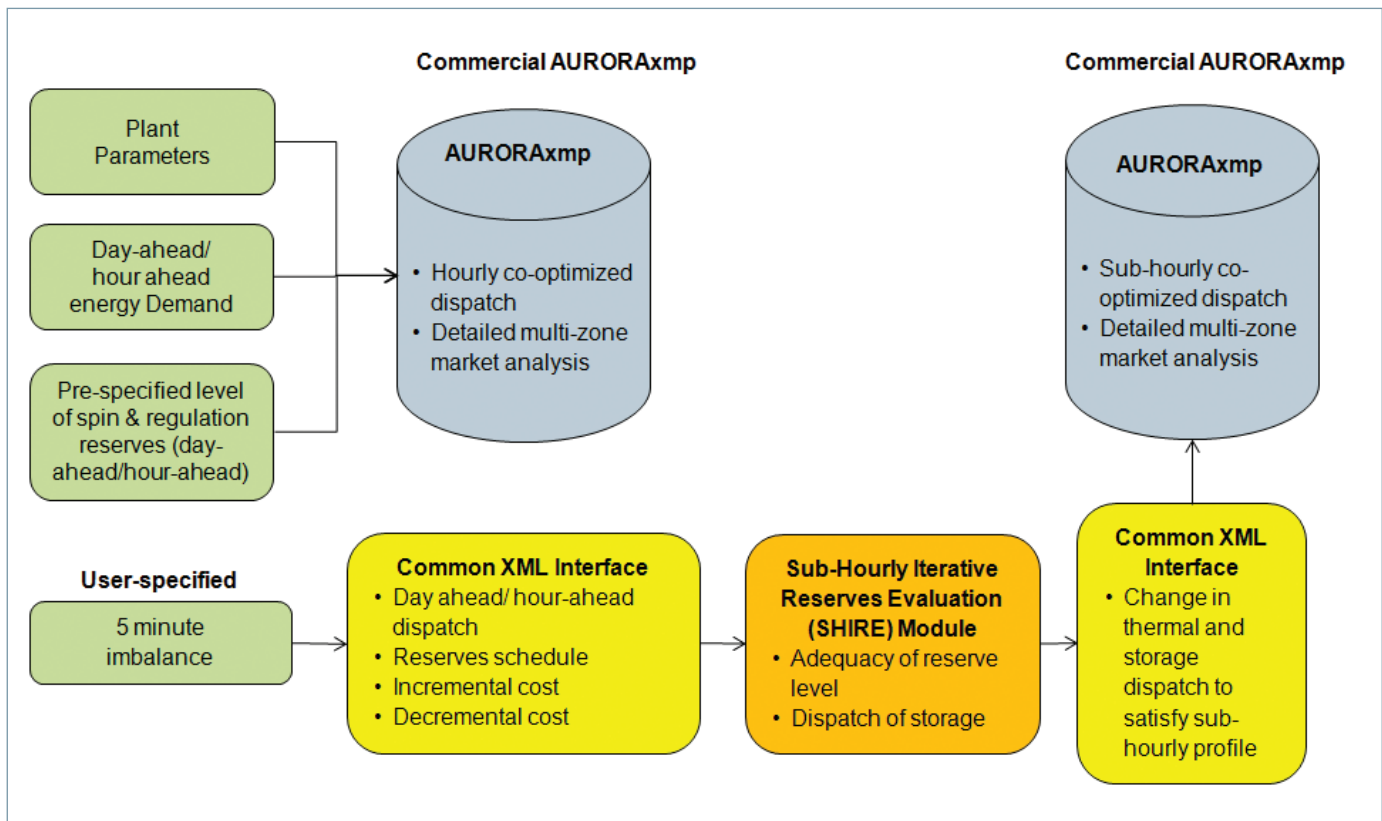 Commercial AURORAxmp
Commercial AURORAxmp
Plant
Parameters
Day-ahead/
hour ahead
energy Demand
Pre-specified level
of spin & regulation
reserves (day-
ahead/hour-ahead)
AURORAxmp
• Hourly co-optimized
dispatch
• Detailed multi-zone
market analysis
AURORAxmp
• Sub-hourly co-
optimized dispatch
• Detailed multi-zone
market analysis
User-specified
5 minute
imbalance
Common XML Interface
• Day ahead/ hour-ahead
dispatch
• Reserves schedule
• Incremental cost
• Decremental cost
Sub-Hourly Iterative
Reserves Evaluation
(SHIRE) Module
• Adequacy of reserve
level
• Dispatch of storage
Common XML
Interface
• Change in
thermal and
storage
dispatch to
satisfy sub-
hourly profile